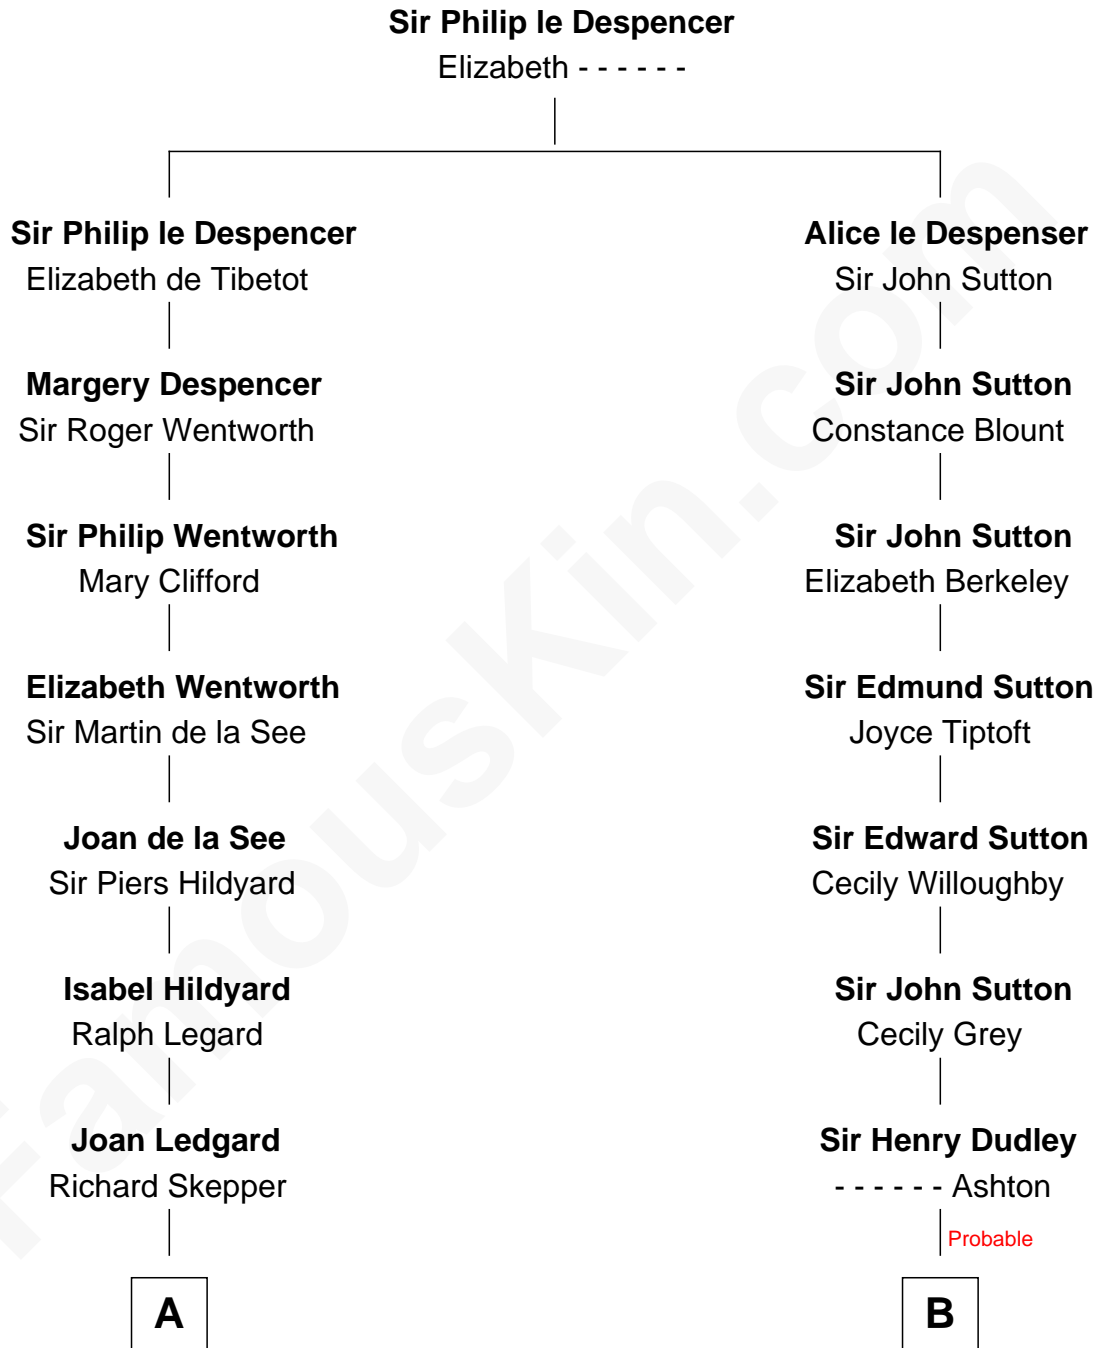 Sir Philip le Despencer
Elizabeth - - - - - -
Sir Philip le Despencer
Elizabeth de Tibetot
Margery Despencer
Sir Roger Wentworth
Sir Philip Wentworth
Mary Clifford
Elizabeth Wentworth
Sir Martin de la See
Joan de la See
Sir Piers Hildyard
Isabel Hildyard
Ralph Legard
Joan Ledgard
Richard Skepper
A
Alice le Despenser
Sir John Sutton
Sir John Sutton
Constance Blount
Sir John Sutton
Elizabeth Berkeley
Sir Edmund Sutton
Joyce Tiptoft
Sir Edward Sutton
Cecily Willoughby
Sir John Sutton
Cecily Grey
Sir Henry Dudley
- - - - - - Ashton
Probable
B
FamousKin.com